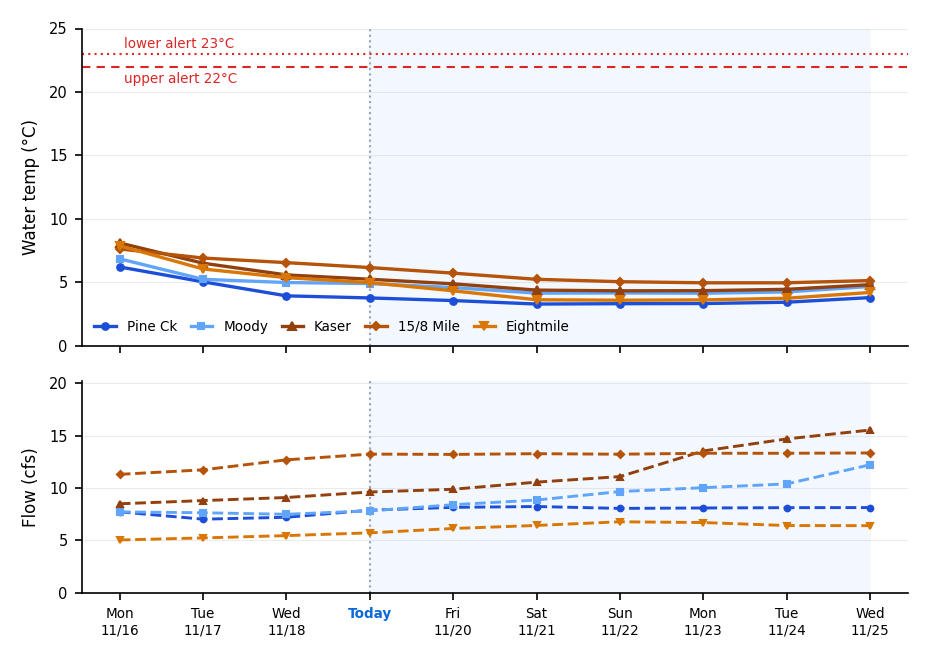 25
lower alert 23°C
upper alert 22°C
20
15
10
5
0
Water temp (°C)
Pine Ck Moody Kaser 15/8 Mile Eightmile
20
15
10
5
0
Flow (cfs)
Mon Tue Wed Today Fri Sat Sun Mon Tue Wed
11/16 11/17 11/18 11/20 11/21 11/22 11/23 11/24 11/25